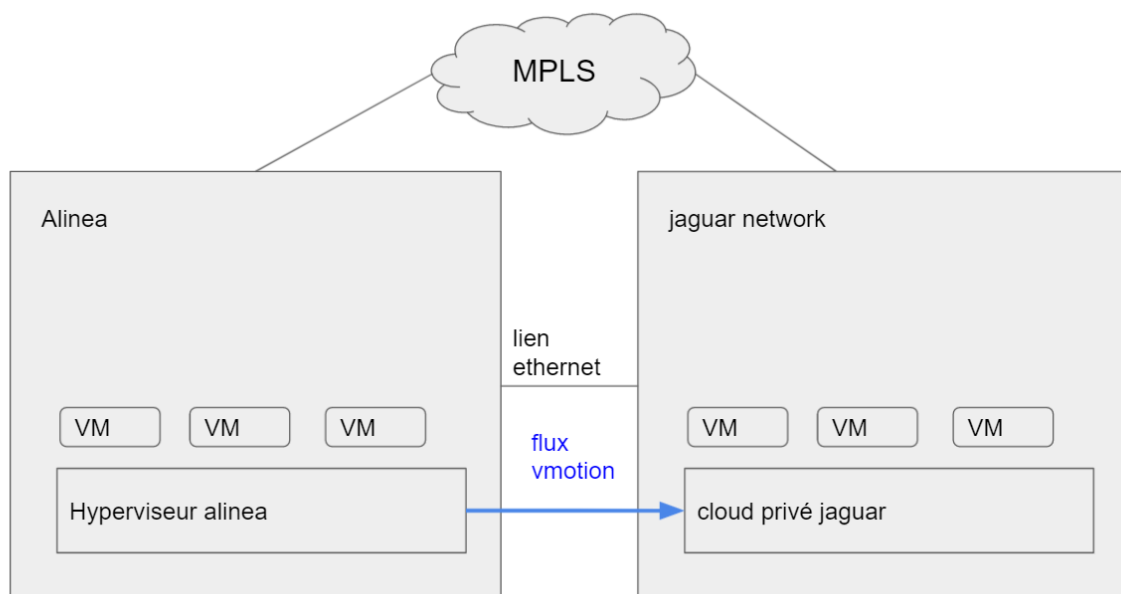 MPLS
Alinea
jaguar network
lien
ethernet
VM
VM
VM
flux
vmotion
VM
VM
VM
Hyperviseur alinea
cloud privé jaguar